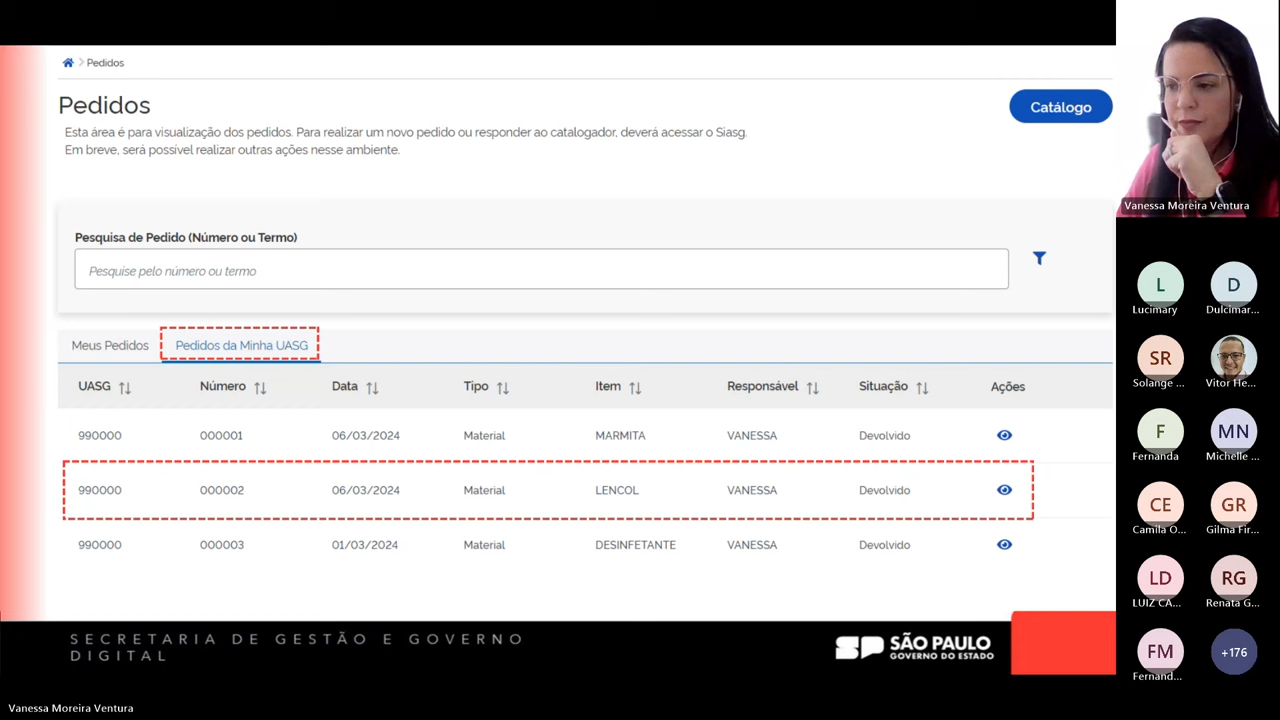 Pedidos
Pedidos
Catálogo
Esta área é para visualização dos pedidos. Para realizar um novo pedido ou responder ao catalogador, deverá acessar o Siasg.
Em breve, será possível realizar outras ações nesse ambiente.
Pesquisa de Pedido (Número ou Termo)
Pesquise pelo número ou termo
Meus Pedidos Pedidos da Minha UASG
UASG Número Data Tipo Item Responsável Situação Ações
990000 000001 06/03/2024 Material MARMITA VANESSA Devolvido
990000 000002 06/03/2024 Material LENCOL VANESSA Devolvido
990000 000003 01/03/2024 Material DESINFETANTE VANESSA Devolvido
SECRETARIA DE GESTÃO E GOVERNO
DIGITAL
SP SÃO PAULO
GOVERNO DO ESTADO
Vanessa Moreira Ventura
L D
Lucimary Dulcimar...
SR
Solange ... Vitor He...
F MN
Fernanda Michelle ...
CE GR
Camila O... Gilma Fir...
LD RG
LUIZ CA... Renata G...
FM +176
Fernand...
Vanessa Moreira Ventura